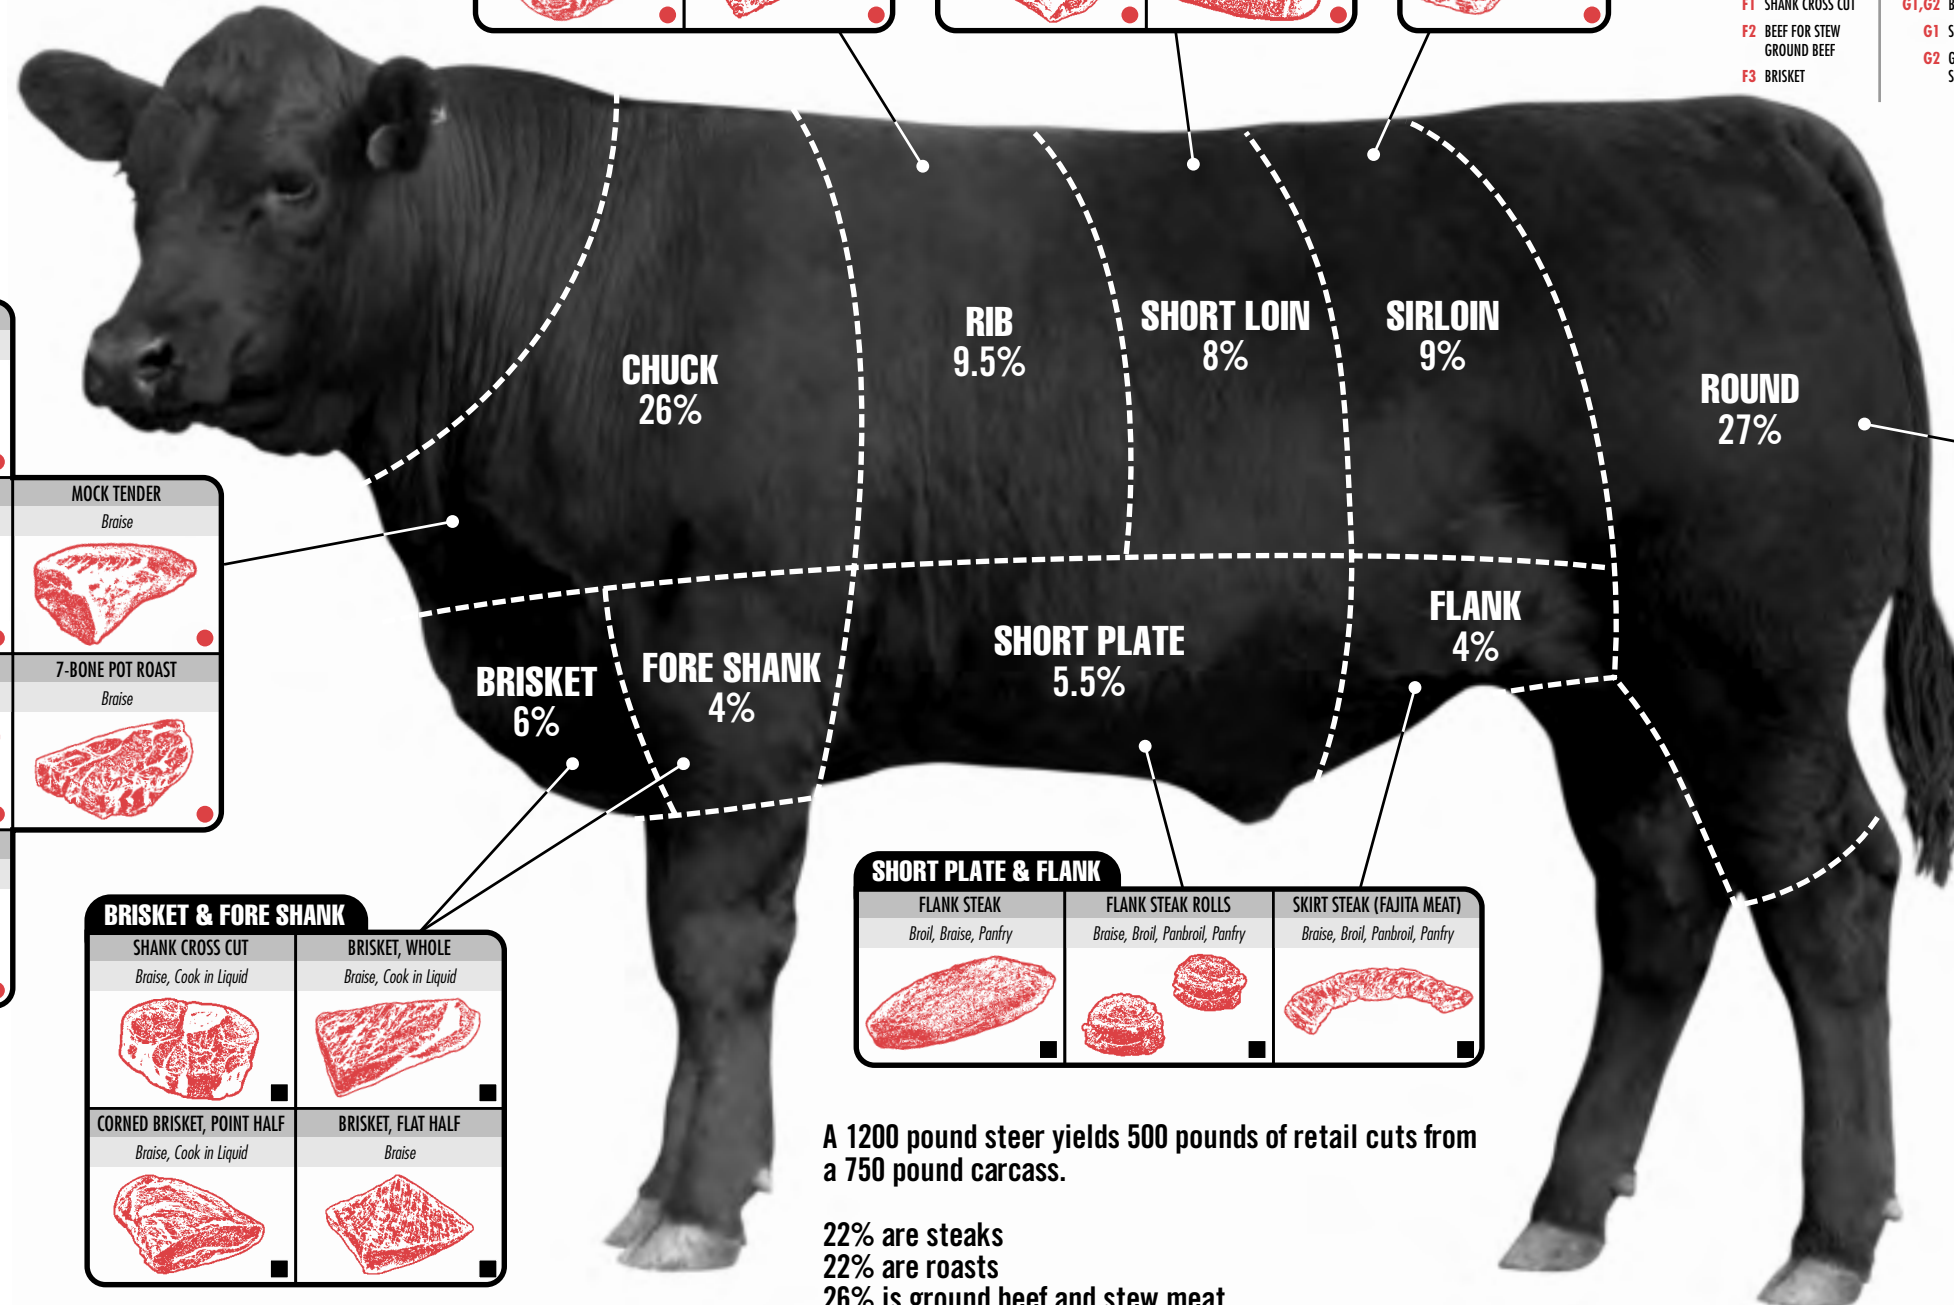 F1 SHANK CROSS CUT
F2 BEEF FOR STEW
GROUND BEEF
F3 BRISKET
G1,G2
G1
G2
RIB
9.5%
SHORT LOIN
8%
SIRLOIN
9%
CHUCK
26%
ROUND
27%
MOCK TENDER
Braise
7-BONE POT ROAST
Braise
BRISKET
6%
FORE SHANK
4%
SHORT PLATE
5.5%
FLANK
4%
SHORT PLATE & FLANK
FLANK STEAK
Broil, Braise, Panfry
FLANK STEAK ROLLS
Braise, Broil, Panbroil, Panfry
SKIRT STEAK (FAJITA MEAT)
Braise, Broil, Panbroil, Panfry
BRISKET & FORE SHANK
SHANK CROSS CUT
Braise, Cook in Liquid
BRISKET, WHOLE
Braise, Cook in Liquid
CORNED BRISKET, POINT HALF
Braise, Cook in Liquid
BRISKET, FLAT HALF
Braise
A 1200 pound steer yields 500 pounds of retail cuts from
a 750 pound carcass.
22% are steaks
22% are roasts
26% is ground beef and stew meat